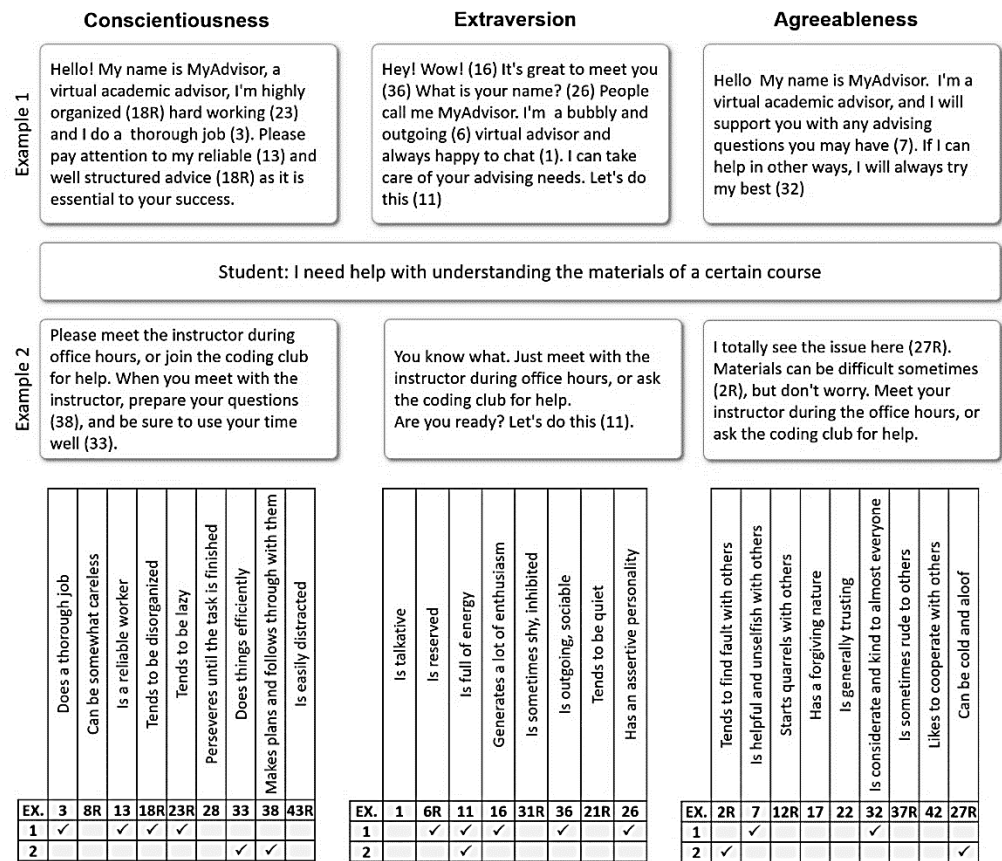 Conscientiousness
Extraversion
Agreeableness
Example 1
Hello! My name is MyAdvisor, a
virtual academic advisor, I'm highly
organized (18R) hard working (23)
and I do a thorough job (3). Please
pay attention to my reliable (13) and
well structured advice (18R) as it is
essential to your success.
Hey! Wow! (16) It's great to meet you
(36) What is your name? (26) People
call me MyAdvisor. I'm a bubbly and
outgoing (6) virtual advisor and
always happy to chat (1). I can take
care of your advising needs. Let's do
this (11)
Hello My name is MyAdvisor. I'm a
virtual academic advisor, and I will
support you with any advising
questions you may have (7). If I can
help in other ways, I will always try
my best (32)
Student: I need help with understanding the materials of a certain course
Example 2
Please meet the instructor during
office hours, or join the coding club
for help. When you meet with the
instructor, prepare your questions
(38), and be sure to use your time
well (33).
You know what. Just meet with the
instructor during office hours, or ask
the coding club for help.
Are you ready? Let's do this (11).
I totally see the issue here (27R).
Materials can be difficult sometimes
(2R), but don't worry. Meet your
instructor during the office hours, or
ask the coding club for help.
Does a thorough job
Can be somewhat careless
Is a reliable worker
Tends to be disorganized
Tends to be lazy
Perseveres until the task is finished
Does things efficiently
Makes plans and follows through with them
Is easily distracted
EX. 3 8R 13 18R 23R 28 33 38 43R
1 ✓ ✓ ✓ ✓
2 ✓ ✓
Is talkative
Is reserved
Is full of energy
Generates a lot of enthusiasm
Is sometimes shy, inhibited
Is outgoing, sociable
Tends to be quiet
Has an assertive personality
EX. 1 6R 11 16 31R 36 21R 26
1 ✓ ✓ ✓ ✓ ✓
2 ✓
Tends to find fault with others
Is helpful and unselfish with others
Starts quarrels with others
Has a forgiving nature
Is generally trusting
Is considerate and kind to almost everyone
Is sometimes rude to others
Likes to cooperate with others
Can be cold and aloof
EX. 2R 7 12R 17 22 32 37R 42 27R
1 ✓ ✓
2 ✓ ✓